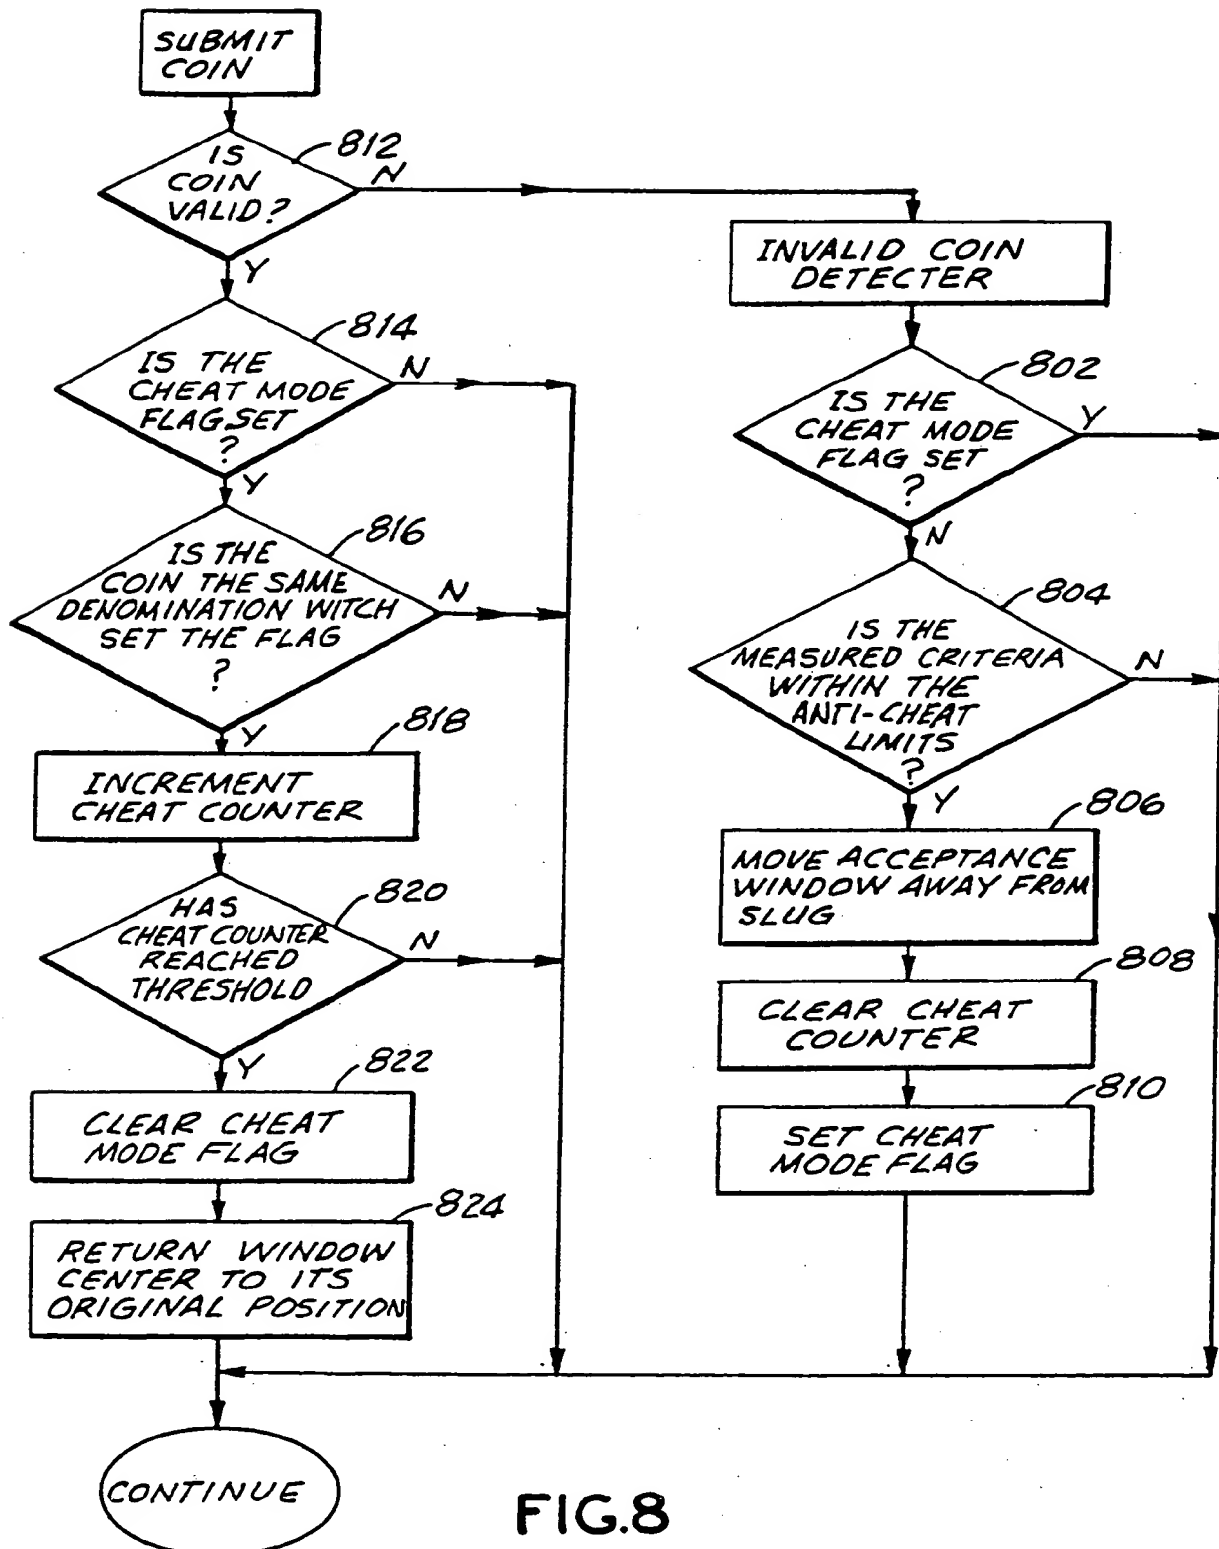 SUBMIT
COIN
812
IS
COIN
VALID?
N
Y
INVALID COIN
DETECTER
814
IS THE
CHEAT MODE
FLAG SET
?
N
Y
802
IS THE
CHEAT MODE
FLAG SET
?
Y
N
816
IS THE
COIN THE SAME
DENOMINATION WITCH
SET THE FLAG
?
N
Y
804
IS THE
MEASURED CRITERIA
WITHIN THE
ANTI-CHEAT
LIMITS
?
N
Y
818
INCREMENT
CHEAT COUNTER
806
MOVE ACCEPTANCE
WINDOW AWAY FROM
SLUG
820
HAS
CHEAT COUNTER
REACHED
THRESHOLD
N
Y
808
CLEAR CHEAT
COUNTER
822
CLEAR CHEAT
MODE FLAG
810
SET CHEAT
MODE FLAG
824
RETURN WINDOW
CENTER TO ITS
ORIGINAL POSITION
CONTINUE
FIG.8